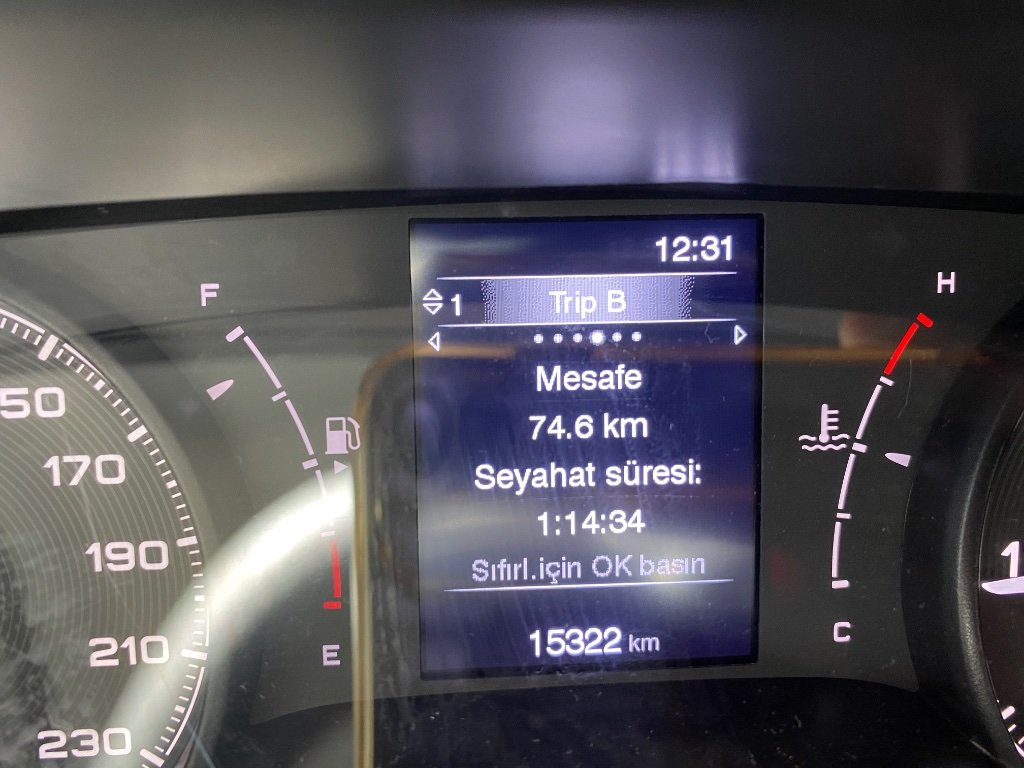 12:31
1 Trip B
Mesafe
74.6 km
Seyahat süresi:
1:14:34
Sıfırl.için OK basın
15322 km
F
E
H
C
170
190
210
230